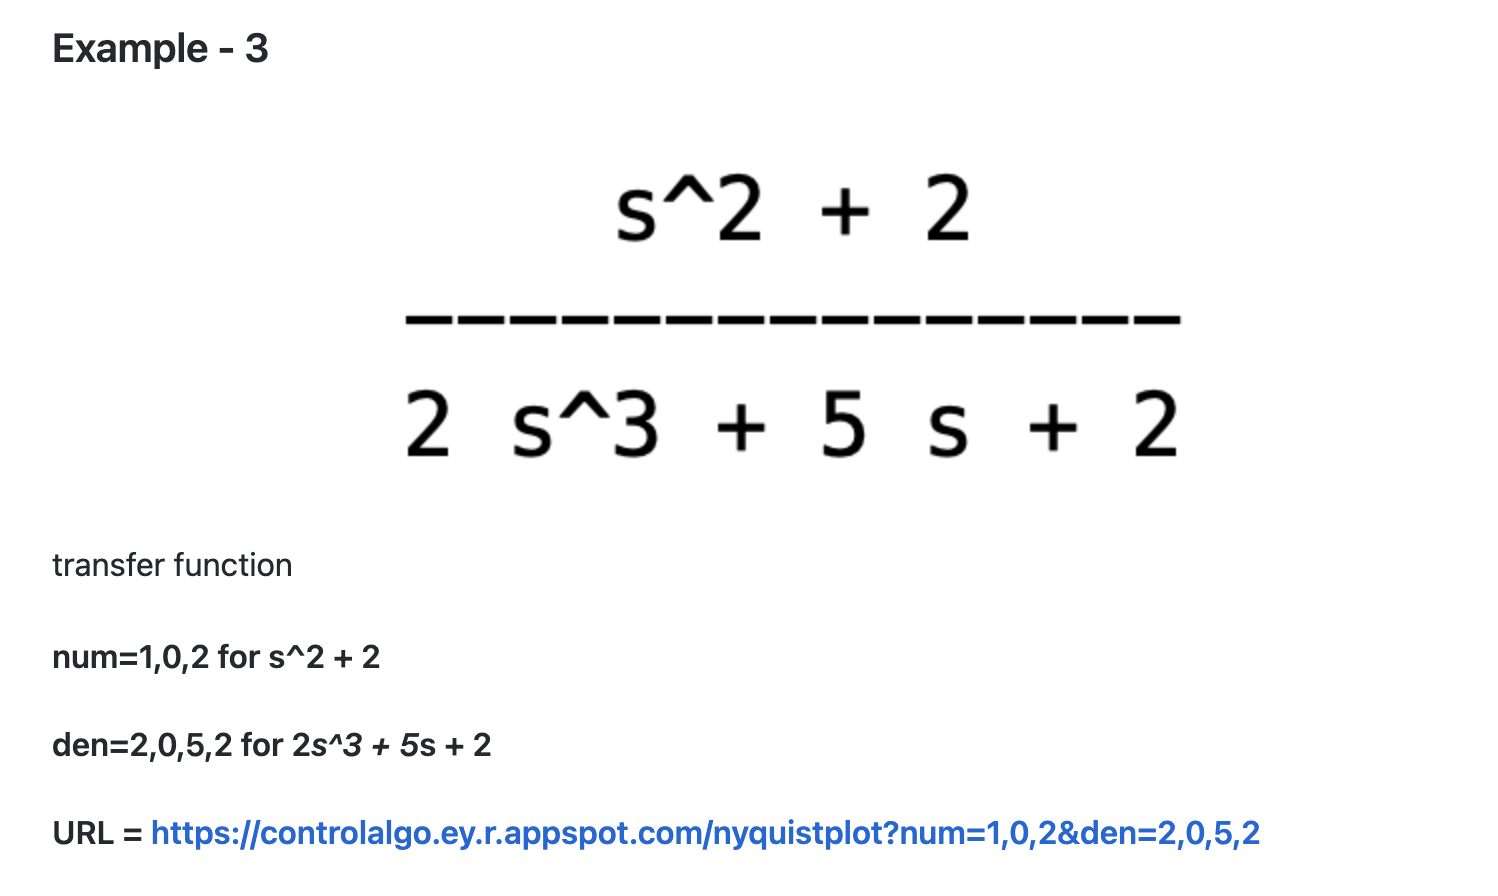 Example - 3
s^2 + 2
---------------
2 s^3 + 5 s + 2
transfer function
num=1,0,2 for s^2 + 2
den=2,0,5,2 for 2s^3 + 5s + 2
URL = https://controlalgo.ey.r.appspot.com/nyquistplot?num=1,0,2&den=2,0,5,2